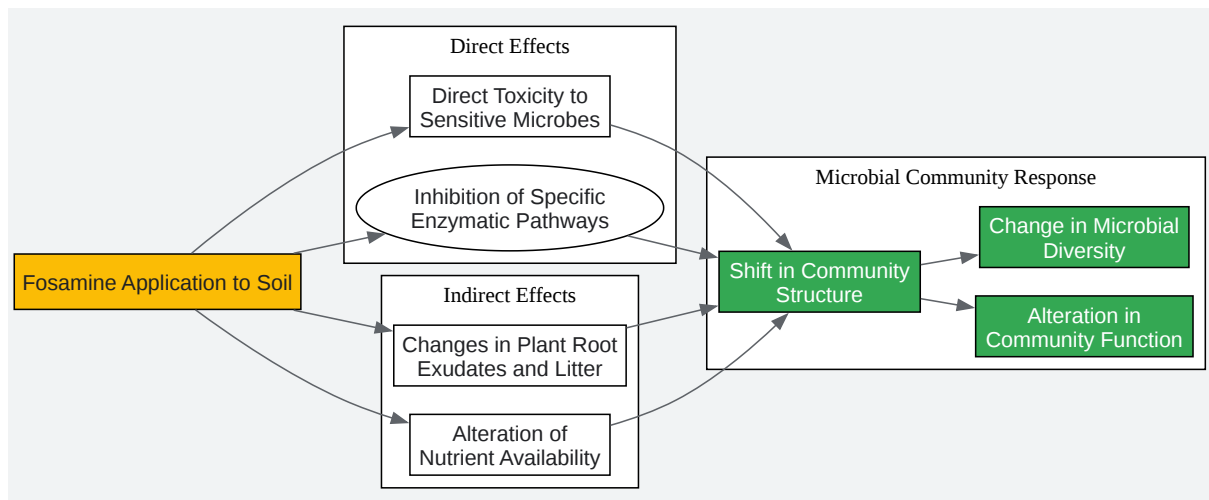 Direct Effects
Direct Toxicity to
Sensitive Microbes
Inhibition of Specific
Enzymatic Pathways
Fosamine Application to Soil
Indirect Effects
Changes in Plant Root
Exudates and Litter
Alteration of
Nutrient Availability
Microbial Community Response
Shift in Community
Structure
Change in Microbial
Diversity
Alteration in
Community Function